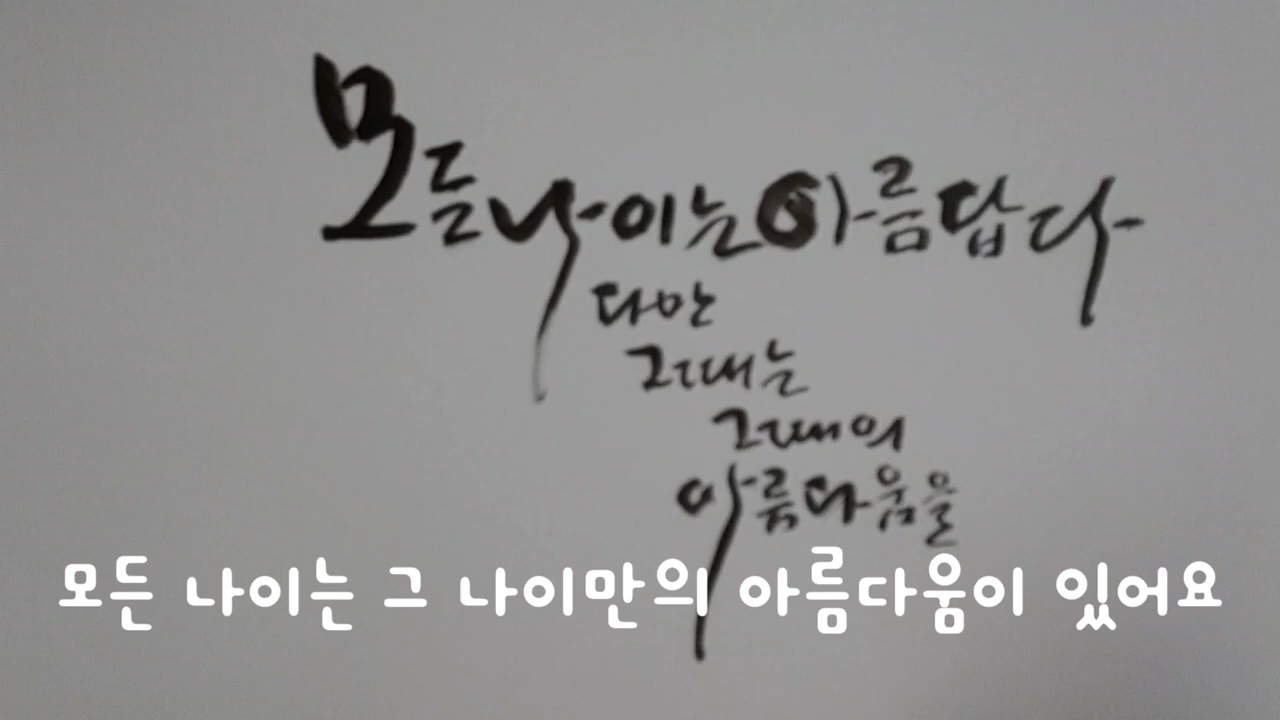 모든 나이는 아름답다
다만
그대는
그대의
아름다움을
모든 나이는 그 나이만의 아름다움이 있어요